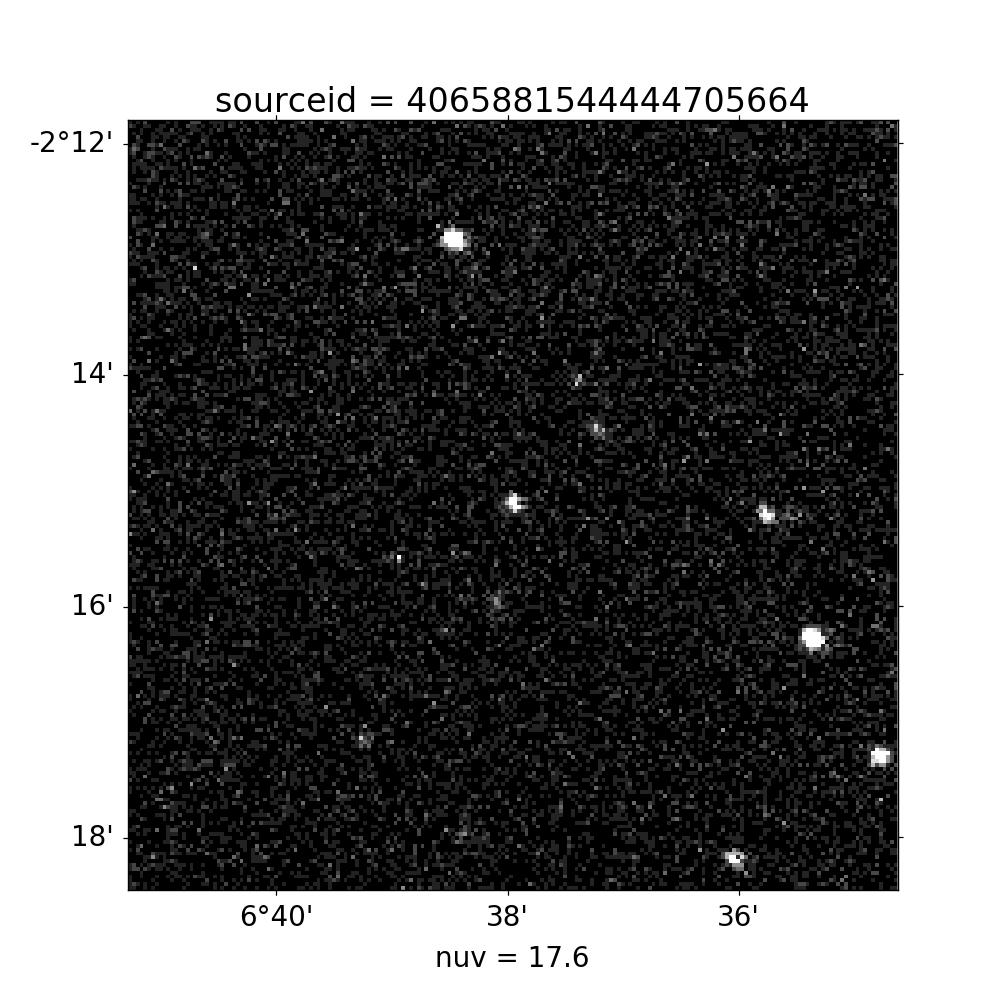 sourceid = 4065881544444705664
-2°12'
14'
16'
18'
6°40' 38' 36'
nuv = 17.6